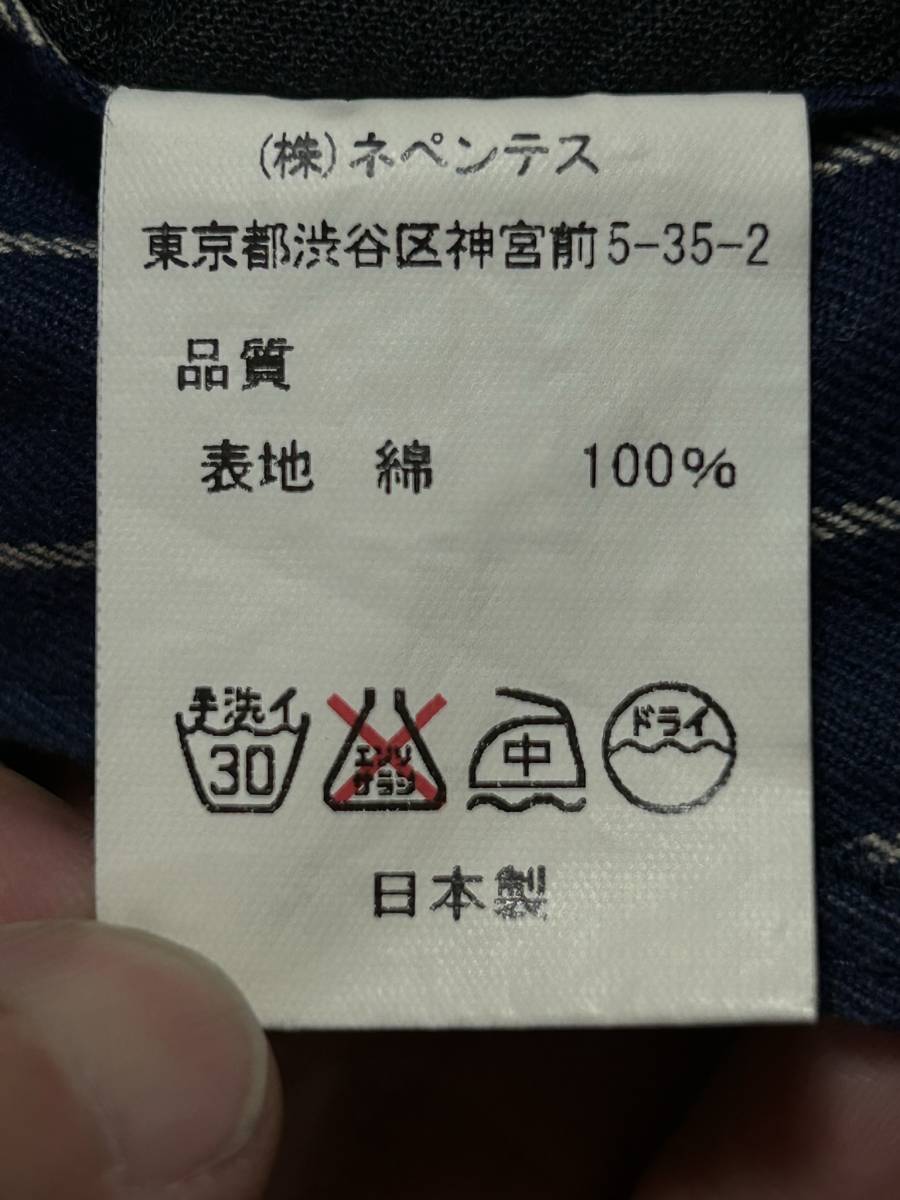 (株)ネペンテス
東京都渋谷区神宮前5-35-2
品質
表地 綿 100%
手洗イ
30
エンソ
サラシ
中
ドライ
日本製